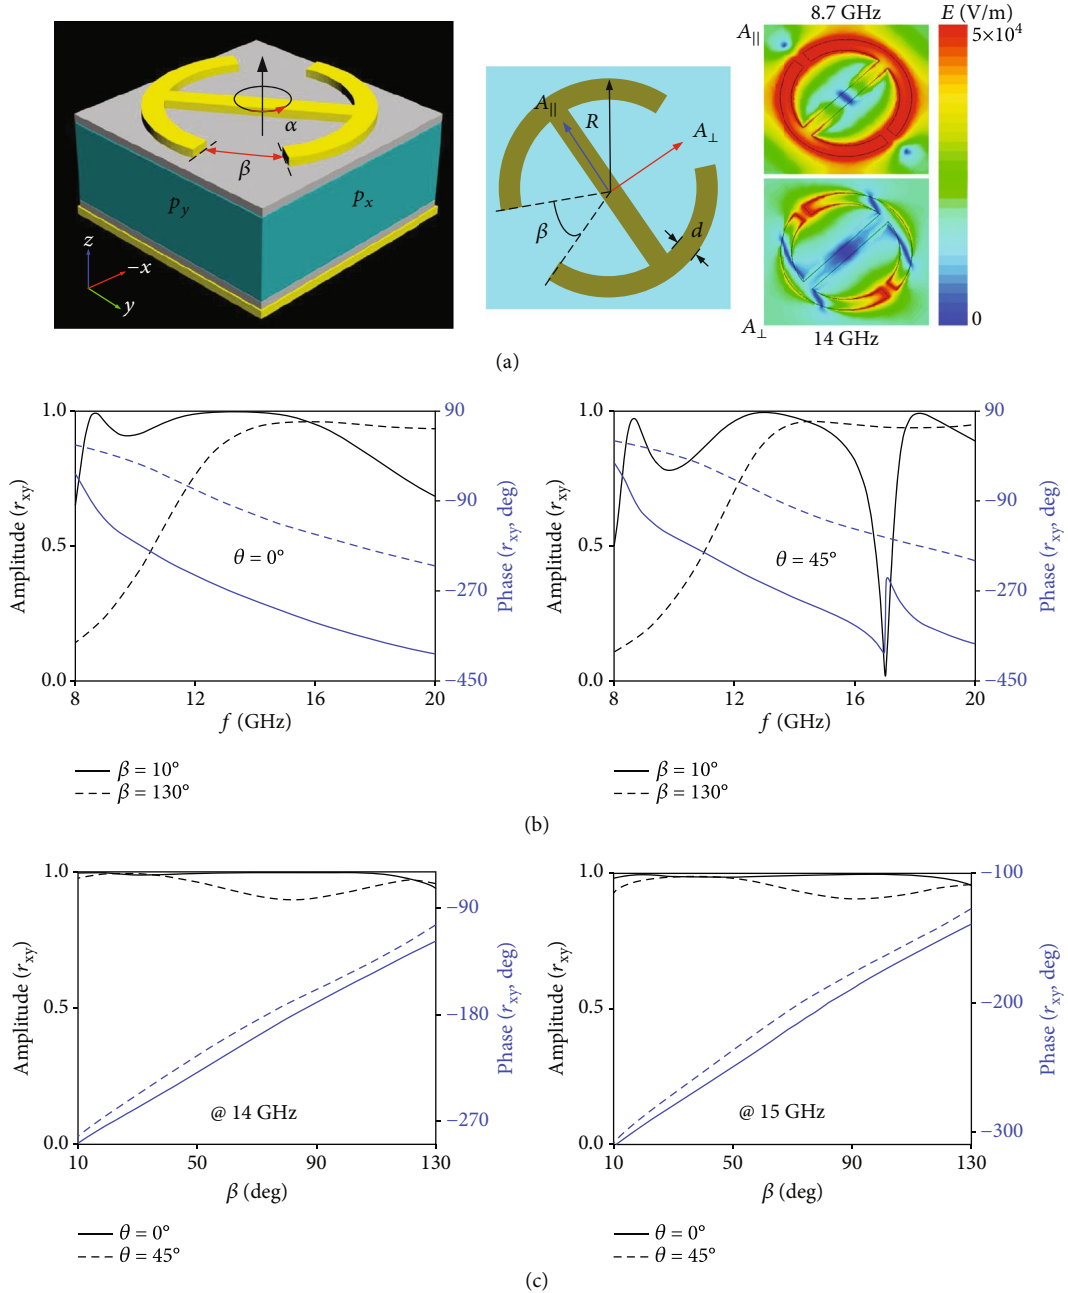 α
β
p_y
p_x
z
−x
y
A_∥
R
A_⊥
β
d
8.7 GHz
A_∥
A_⊥
14 GHz
E (V/m)
5×10⁴
0
(a)
1.0
0.5
0.0
Amplitude (r_xy)
8
12
16
20
f (GHz)
90
−90
−270
−450
Phase (r_xy, deg)
θ = 0°
β = 10°
β = 130°
1.0
0.5
0.0
Amplitude (r_xy)
8
12
16
20
f (GHz)
90
−90
−270
−450
Phase (r_xy, deg)
θ = 45°
β = 10°
β = 130°
(b)
1.0
0.5
0.0
Amplitude (r_xy)
10
50
90
130
β (deg)
−90
−180
−270
Phase (r_xy, deg)
@ 14 GHz
θ = 0°
θ = 45°
1.0
0.5
0.0
Amplitude (r_xy)
10
50
90
130
β (deg)
−100
−200
−300
Phase (r_xy, deg)
@ 15 GHz
θ = 0°
θ = 45°
(c)